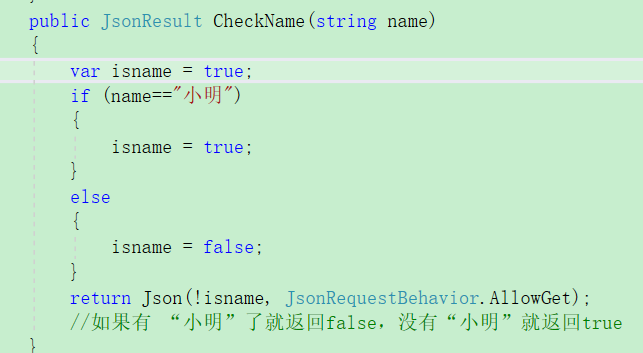 public JsonResult CheckName(string name)
{
var isname = true;
if (name=="小明")
{
isname = true;
}
else
{
isname = false;
}
return Json(!isname, JsonRequestBehavior.AllowGet);
//如果有 “小明”了就返回false，没有“小明”就返回true
}